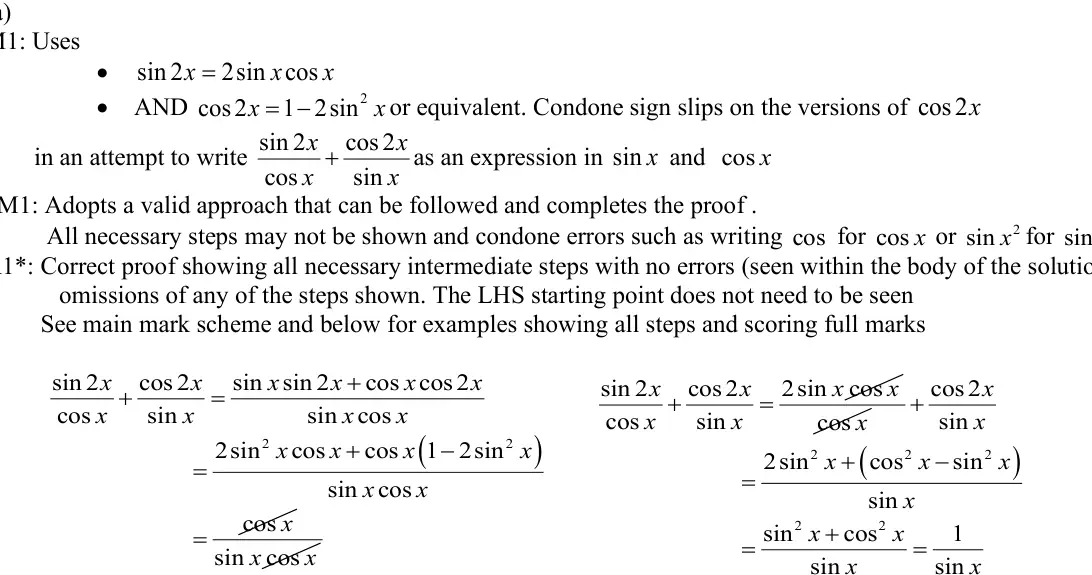 a)
M1: Uses
• sin 2x = 2 sin x cos x
• AND cos 2x = 1 − 2 sin² x or equivalent. Condone sign slips on the versions of cos 2x
in an attempt to write sin 2x / cos x + cos 2x / sin x as an expression in sin x and cos x
M1: Adopts a valid approach that can be followed and completes the proof .
All necessary steps may not be shown and condone errors such as writing cos for cos x or sin x² for sin
A1*: Correct proof showing all necessary intermediate steps with no errors (seen within the body of the solutio
omissions of any of the steps shown. The LHS starting point does not need to be seen
See main mark scheme and below for examples showing all steps and scoring full marks
sin 2x / cos x + cos 2x / sin x = (sin x sin 2x + cos x cos 2x) / (sin x cos x)
= (2 sin² x cos x + cos x (1 − 2 sin² x)) / (sin x cos x)
= cos x / (sin x cos x)
sin 2x / cos x + cos 2x / sin x = 2 sin x cos x / cos x + cos 2x / sin x
= (2 sin² x + (cos² x − sin² x)) / sin x
= (sin² x + cos² x) / sin x = 1 / sin x